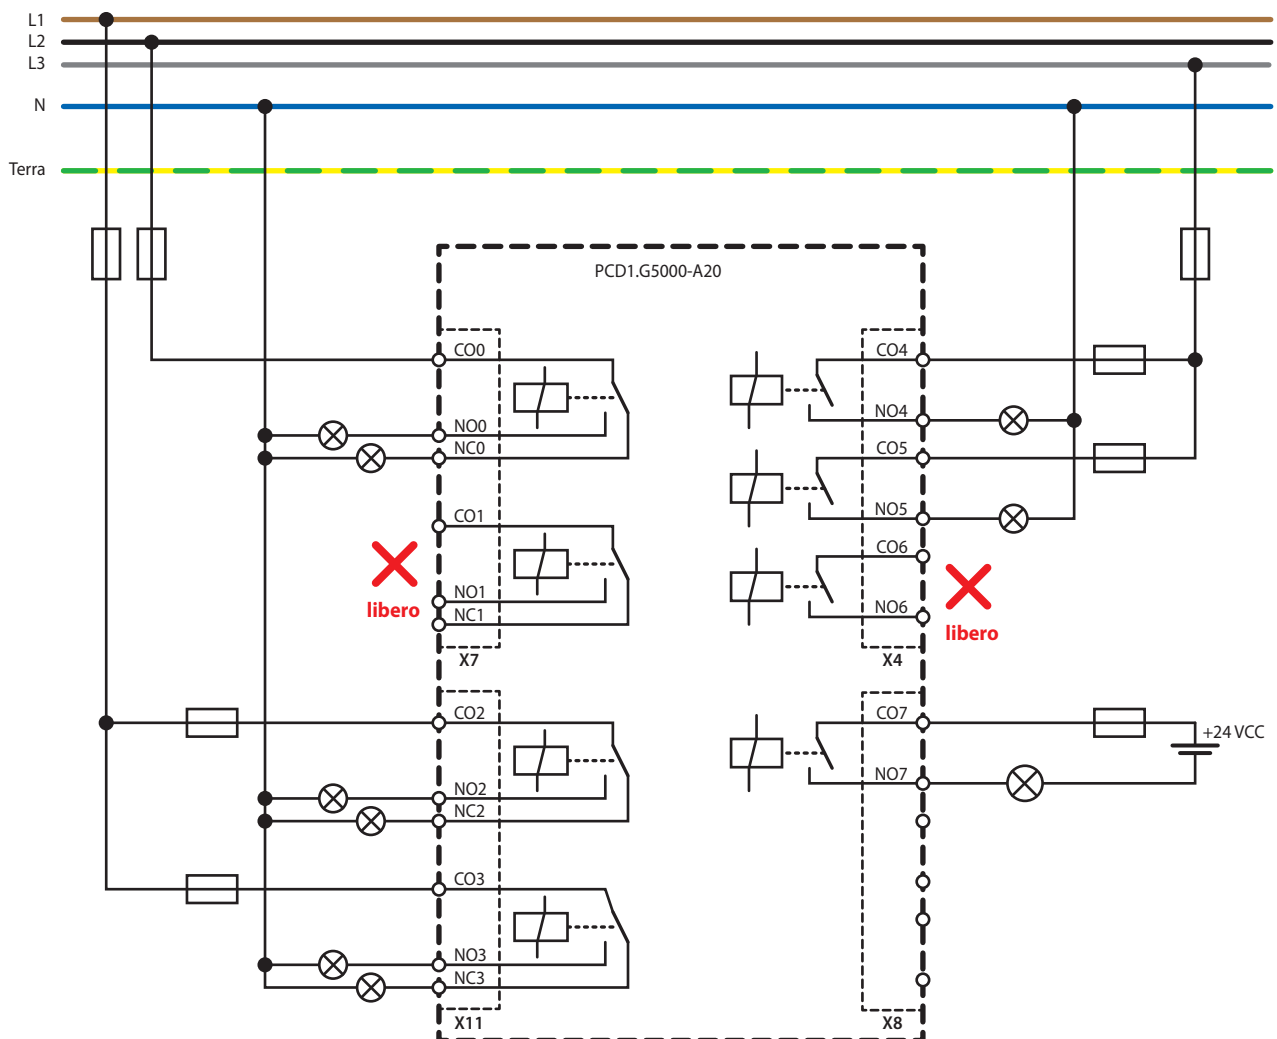 L1
L2
L3
N
Terra
PCD1.G5000-A20
CO0
NO0
NC0
CO1
NO1
NC1
libero
X7
CO2
NO2
NC2
CO3
NO3
NC3
X11
CO4
NO4
CO5
NO5
CO6
NO6
libero
X4
CO7
+24 VCC
NO7
X8